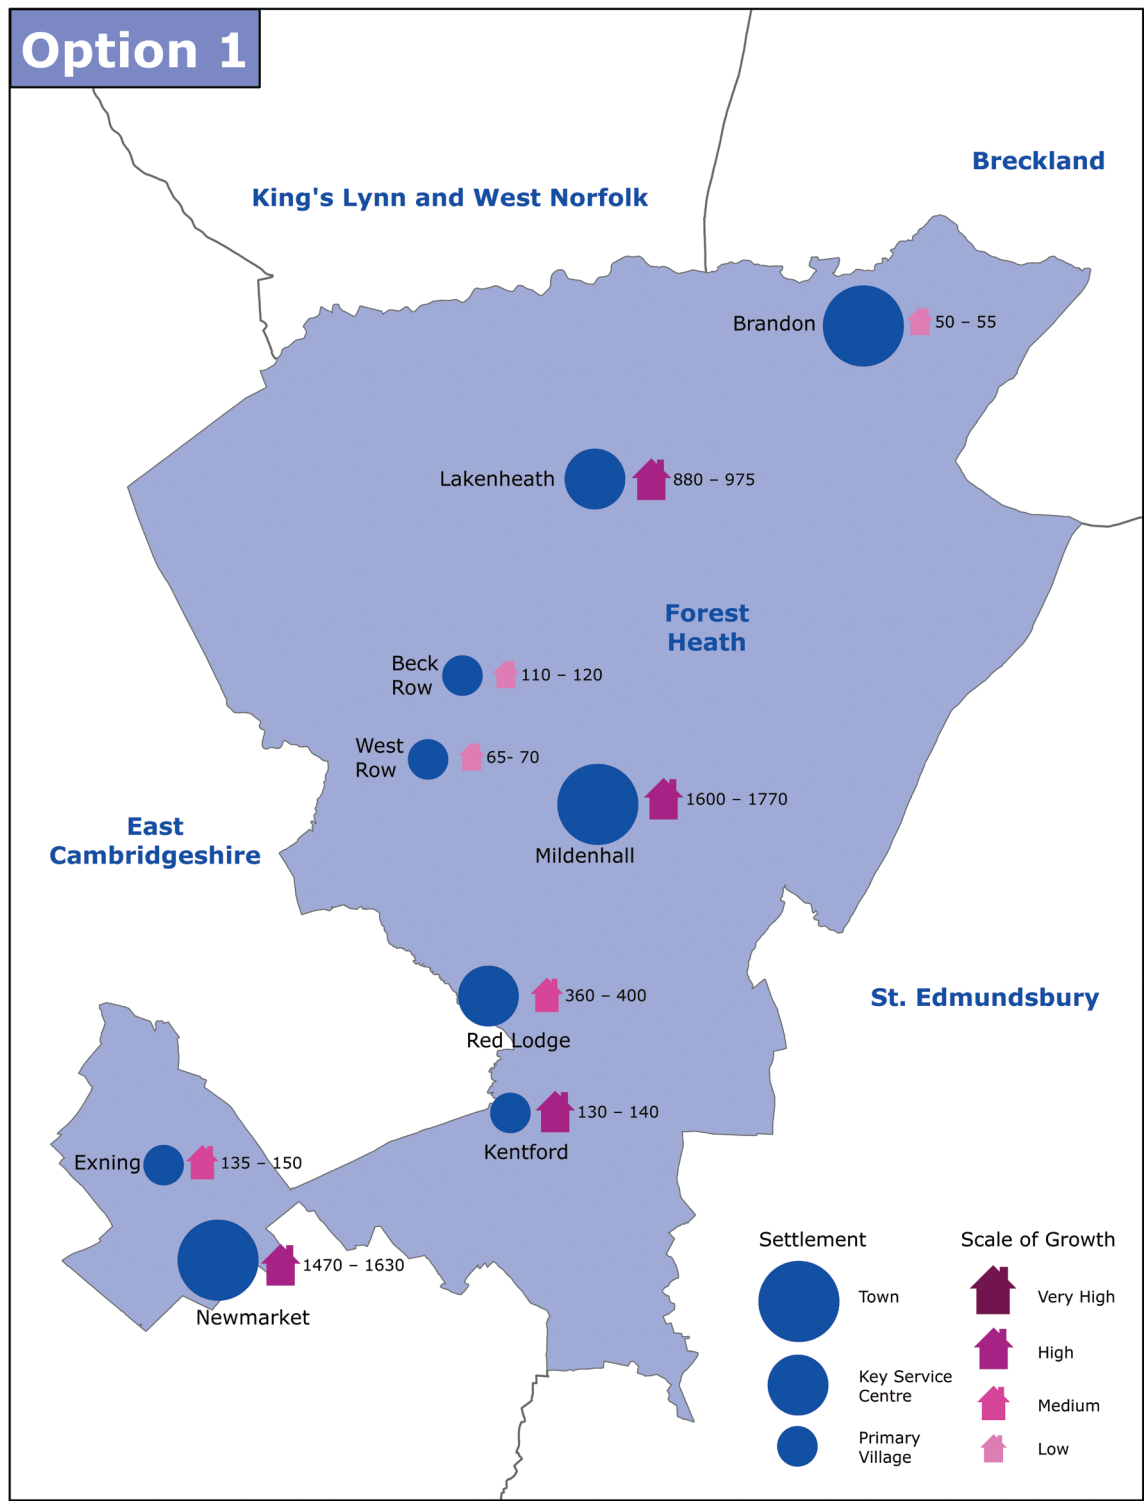 Option 1
Breckland
King's Lynn and West Norfolk
Brandon
50 – 55
Lakenheath
880 – 975
Forest
Heath
Beck
Row
110 – 120
West
Row
65- 70
1600 – 1770
Mildenhall
East
Cambridgeshire
360 – 400
Red Lodge
St. Edmundsbury
130 – 140
Kentford
Exning
135 – 150
1470 – 1630
Newmarket
Settlement
Town
Key Service
Centre
Primary
Village
Scale of Growth
Very High
High
Medium
Low